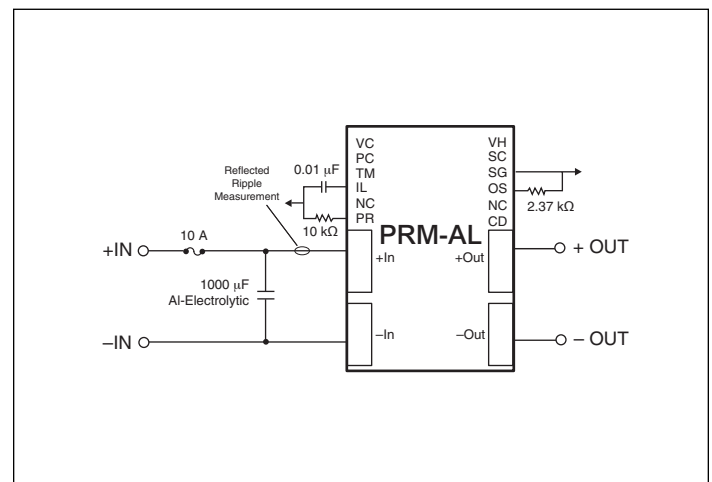 Reflected
Ripple
Measurement
0.01 μF
10 kΩ
VC
PC
TM
IL
NC
PR
VH
SC
SG
OS
NC
CD
2.37 kΩ
PRM-AL
10 A
+IN
+In
+Out
+ OUT
1000 μF
Al-Electrolytic
–IN
–In
–Out
– OUT